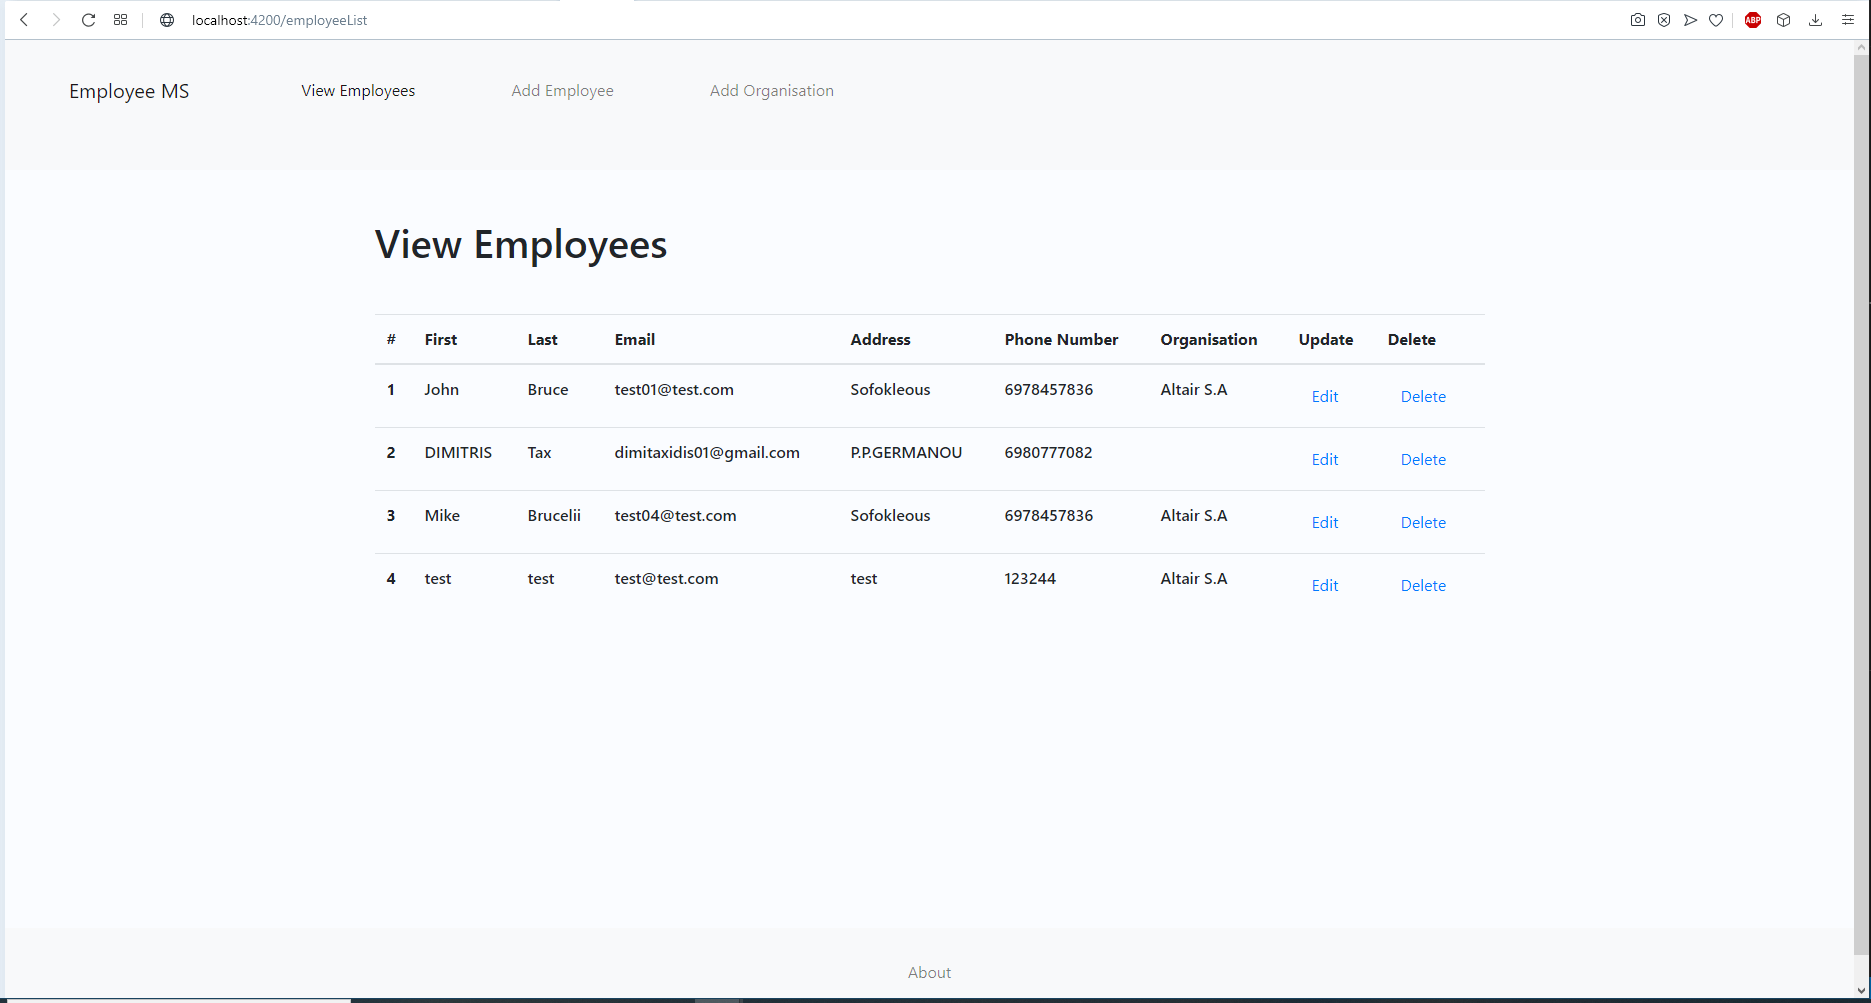 localhost:4200/employeeList
ABP
Employee MS View Employees Add Employee Add Organisation
View Employees
# First Last Email Address Phone Number Organisation Update Delete
1 John Bruce test01@test.com Sofokleous 6978457836 Altair S.A Edit Delete
2 DIMITRIS Tax dimitaxidis01@gmail.com P.P.GERMANOU 6980777082 Edit Delete
3 Mike Brucelii test04@test.com Sofokleous 6978457836 Altair S.A Edit Delete
4 test test test@test.com test 123244 Altair S.A Edit Delete
About